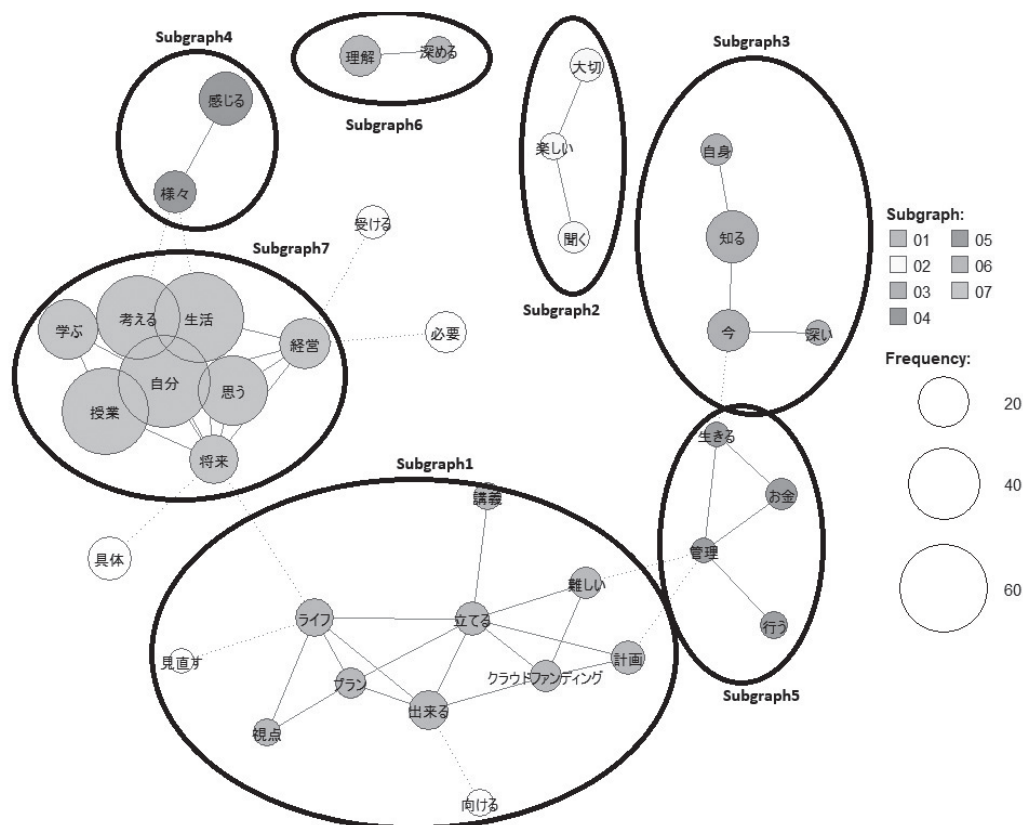 Subgraph4
感じる
様々
理解
深める
Subgraph6
大切
楽しい
聞く
Subgraph2
Subgraph3
自身
知る
今
深い
Subgraph:
01
02
03
04
05
06
07
Frequency:
20
40
60
Subgraph7
受ける
必要
学ぶ
考える
生活
経営
自分
思う
授業
将来
具体
Subgraph1
講義
難しい
ライフ
立てる
見直す
プラン
クラウドファンディング
計画
視点
出来る
向ける
生きる
お金
管理
行う
Subgraph5